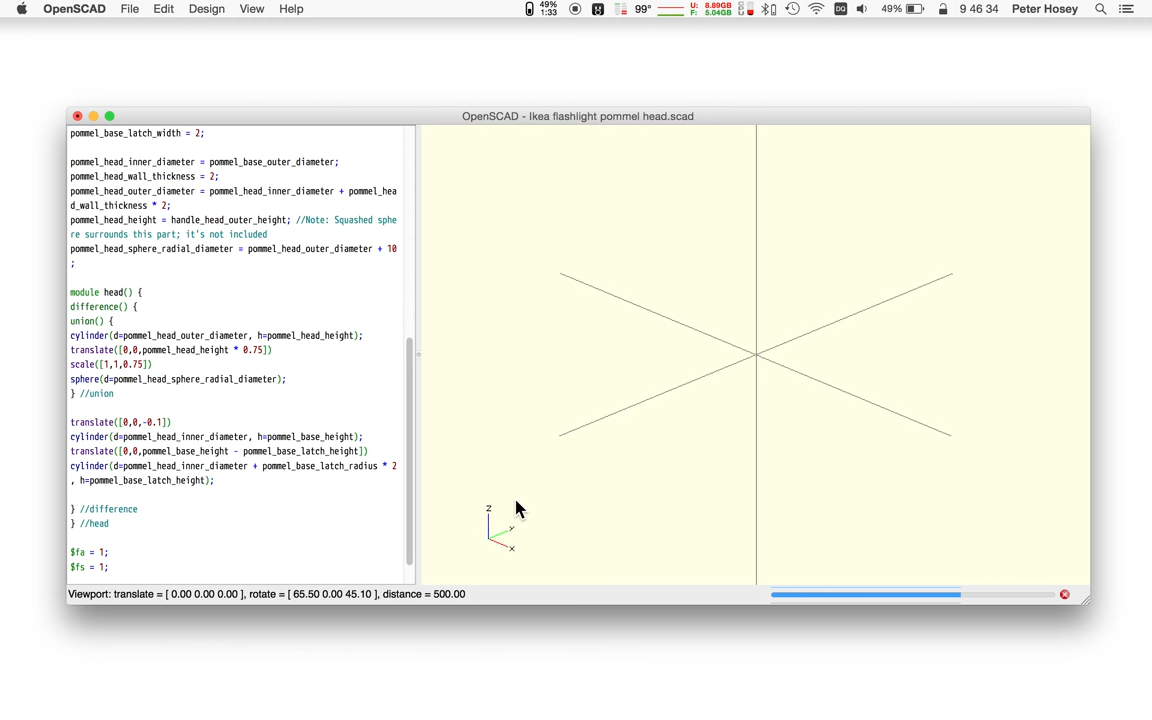 OpenSCAD File Edit Design View Help 49% 1:33 99° U: 8.89GB F: 5.04GB DQ 49% 9 46 34 Peter Hosey
OpenSCAD - Ikea flashlight pommel head.scad
pommel_base_latch_width = 2;
pommel_head_inner_diameter = pommel_base_outer_diameter;
pommel_head_wall_thickness = 2;
pommel_head_outer_diameter = pommel_head_inner_diameter + pommel_hea
d_wall_thickness * 2;
pommel_head_height = handle_head_outer_height; //Note: Squashed sphe
re surrounds this part; it's not included
pommel_head_sphere_radial_diameter = pommel_head_outer_diameter + 10
;
module head() {
difference() {
union() {
cylinder(d=pommel_head_outer_diameter, h=pommel_head_height);
translate([0,0,pommel_head_height * 0.75])
scale([1,1,0.75])
sphere(d=pommel_head_sphere_radial_diameter);
} //union
translate([0,0,-0.1])
cylinder(d=pommel_head_inner_diameter, h=pommel_base_height);
translate([0,0,pommel_base_height - pommel_base_latch_height])
cylinder(d=pommel_head_inner_diameter + pommel_base_latch_radius * 2
, h=pommel_base_latch_height);
} //difference
} //head
$fa = 1;
$fs = 1;
Z
Y
X
Viewport: translate = [ 0.00 0.00 0.00 ], rotate = [ 65.50 0.00 45.10 ], distance = 500.00